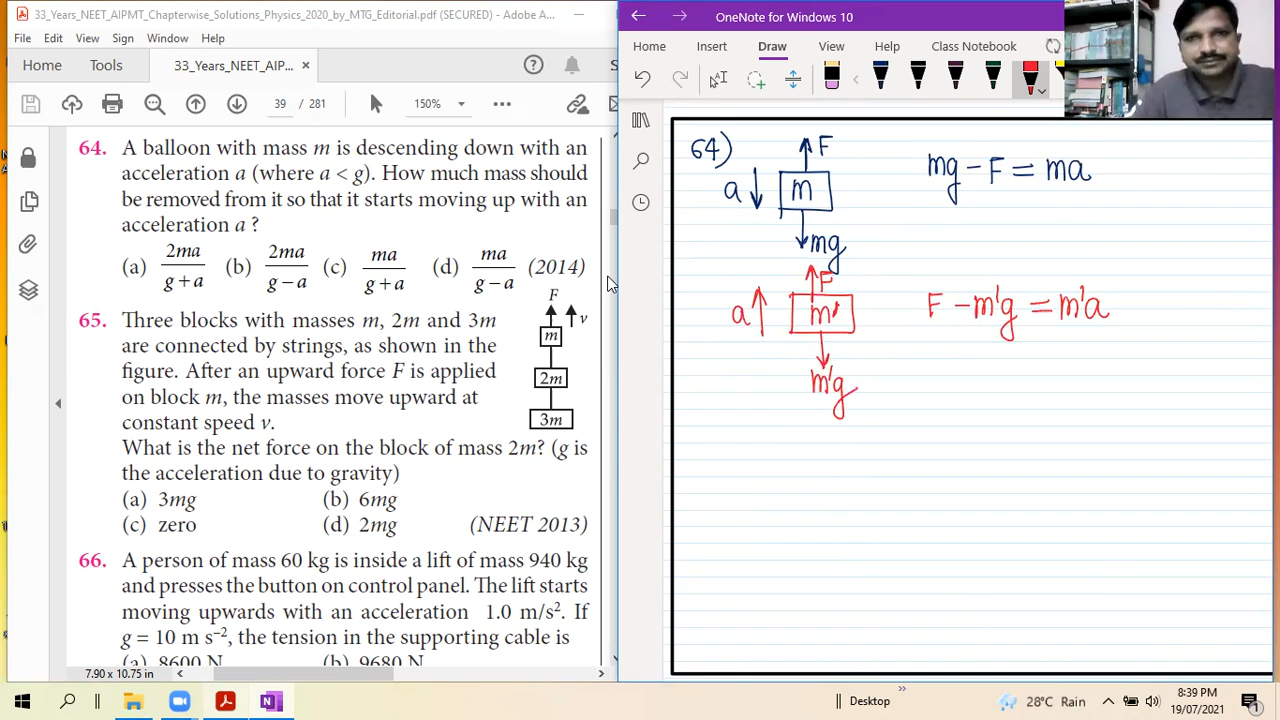 33_Years_NEET_AIPMT_Chapterwise_Solutions_Physics_2020_by_MTG_Editorial.pdf (SECURED) - Adobe A...
File Edit View Sign Window Help
Home Tools 33_Years_NEET_AIP... ×
39 / 281 150%
64. A balloon with mass m is descending down with an
acceleration a (where a < g). How much mass should
be removed from it so that it starts moving up with an
acceleration a ?
(a) 2ma/(g + a) (b) 2ma/(g − a) (c) ma/(g + a) (d) ma/(g − a) (2014)
65. Three blocks with masses m, 2m and 3m
are connected by strings, as shown in the
figure. After an upward force F is applied
on block m, the masses move upward at
constant speed v.
What is the net force on the block of mass 2m? (g is
the acceleration due to gravity)
(a) 3mg (b) 6mg
(c) zero (d) 2mg (NEET 2013)
F
v
m
2m
3m
66. A person of mass 60 kg is inside a lift of mass 940 kg
and presses the button on control panel. The lift starts
moving upwards with an acceleration 1.0 m/s². If
g = 10 m s⁻², the tension in the supporting cable is
(a) 8600 N (b) 9680 N
7.90 x 10.75 in
OneNote for Windows 10
Home Insert Draw View Help Class Notebook
64)
F
a m
mg
mg − F = ma
F
a m'
m'g
F − m'g = m'a
Desktop
28°C Rain
8:39 PM
19/07/2021